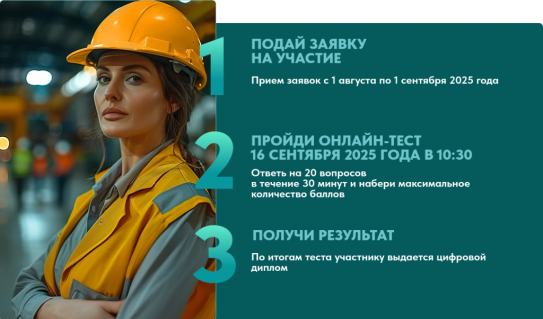 1
ПОДАЙ ЗАЯВКУ
НА УЧАСТИЕ
Прием заявок с 1 августа по 1 сентября 2025 года
2
ПРОЙДИ ОНЛАЙН-ТЕСТ
16 СЕНТЯБРЯ 2025 ГОДА В 10:30
Ответь на 20 вопросов
в течение 30 минут и набери максимальное
количество баллов
3
ПОЛУЧИ РЕЗУЛЬТАТ
По итогам теста участнику выдается цифровой
диплом